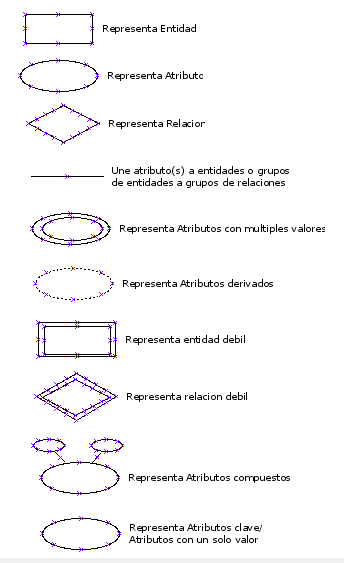 Representa Entidad
Representa Atributo
Representa Relacion
Une atributo(s) a entidades o grupos
de entidades a grupos de relaciones
Representa Atributos con multiples valores
Representa Atributos derivados
Representa entidad debil
Representa relacion debil
Representa Atributos compuestos
Representa Atributos clave/
Atributos con un solo valor